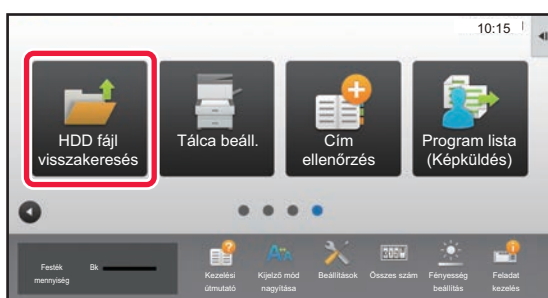 10:15
HDD fájl
visszakeresés
Tálca beáll.
Cím
ellenőrzés
Program lista
(Képküldés)
Festék
mennyiség
Bk
Kezelési
útmutató
Kijelző mód
nagyítása
Beállítások
Összes szám
Fényesség
beállítás
Feladat
kezelés